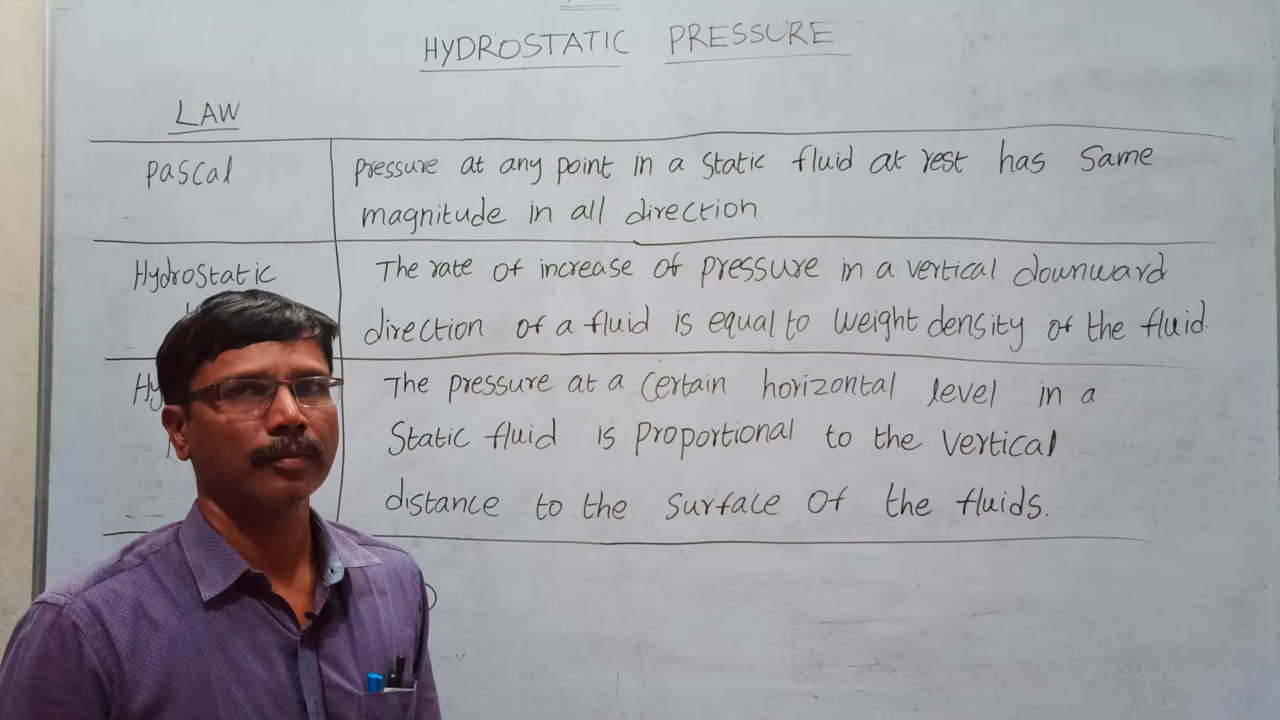 HYDROSTATIC PRESSURE
LAW
Pascal
Pressure at any point in a static fluid at rest has same
magnitude in all direction.
Hydrostatic
The rate of increase of pressure in a vertical downward
direction of a fluid is equal to weight density of the fluid.
Hy
The pressure at a certain horizontal level in a
static fluid is proportional to the vertical
distance to the surface of the fluids.